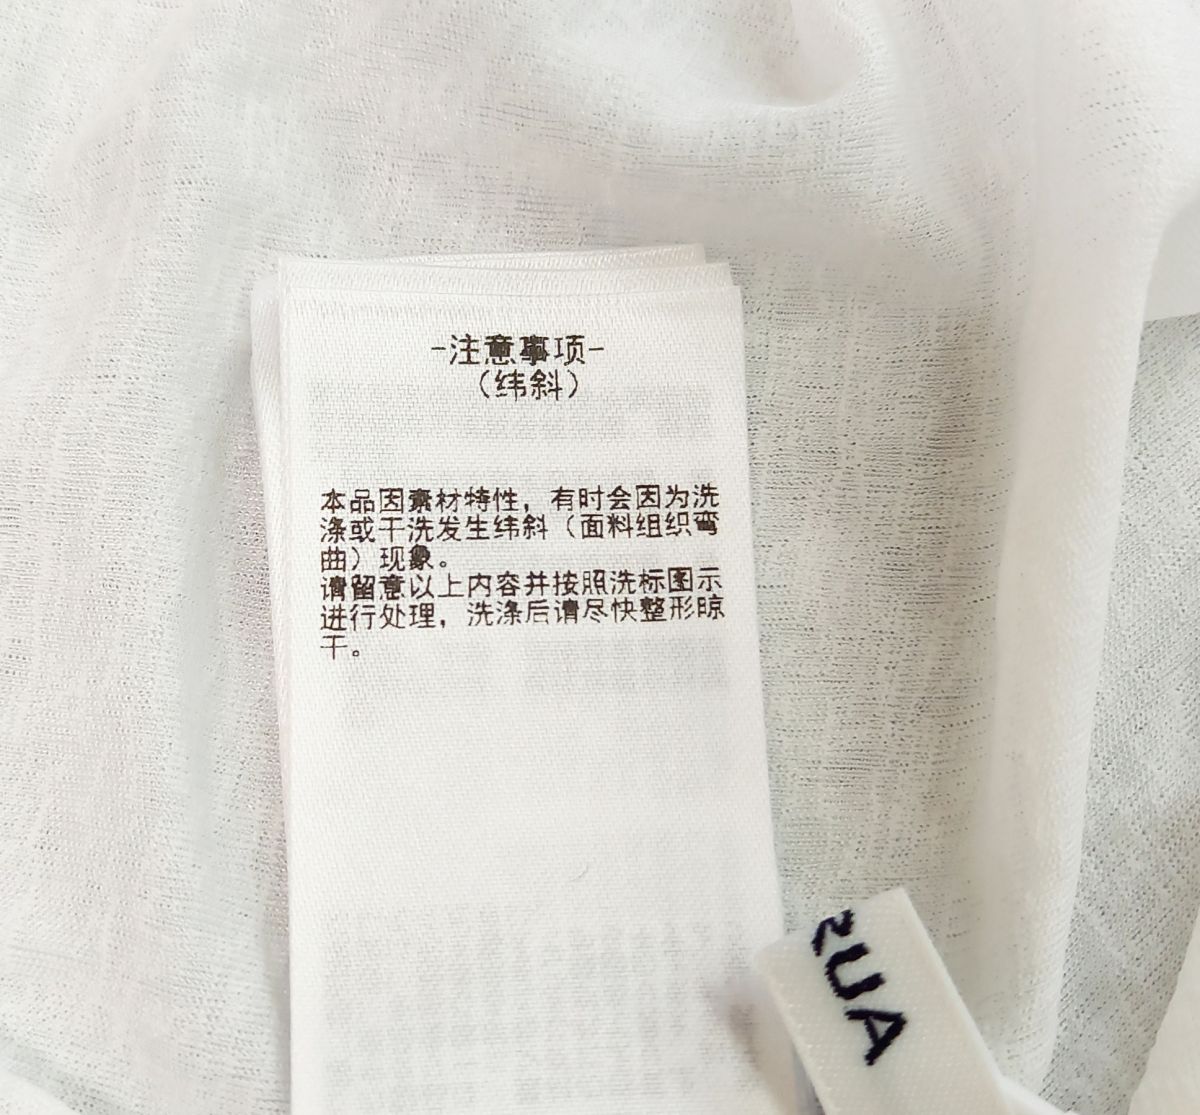 -注意事项-
（纬斜）
本品因素材特性，有时会因为洗
涤或干洗发生纬斜（面料组织弯
曲）现象。
请留意以上内容并按照洗标图示
进行处理，洗涤后请尽快整形晾
干。
RUA